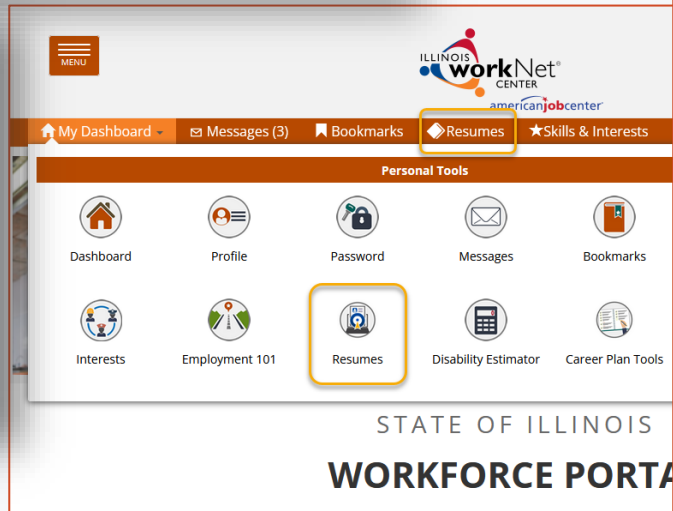 MENU
ILLINOIS
workNet®
CENTER
americanjobcenter
My Dashboard
Messages (3)
Bookmarks
Resumes
Skills & Interests
Personal Tools
Dashboard
Profile
Password
Messages
Bookmarks
Interests
Employment 101
Resumes
Disability Estimator
Career Plan Tools
STATE OF ILLINOIS
WORKFORCE PORTA